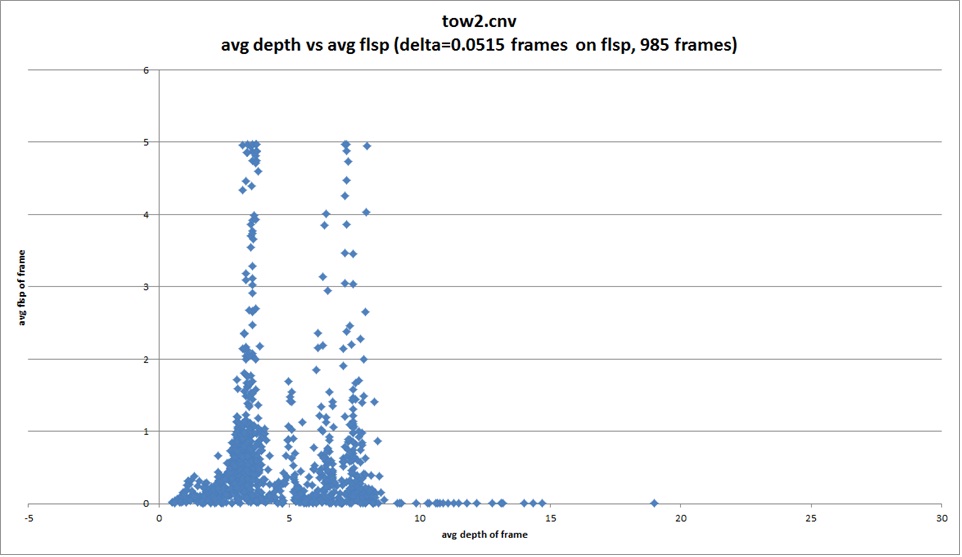 tow2.cnv
avg depth vs avg flsp (delta=0.0515 frames on flsp, 985 frames)
6
5
4
3
2
1
0
avg flsp of frame
-5 0 5 10 15 20 25 30
avg depth of frame